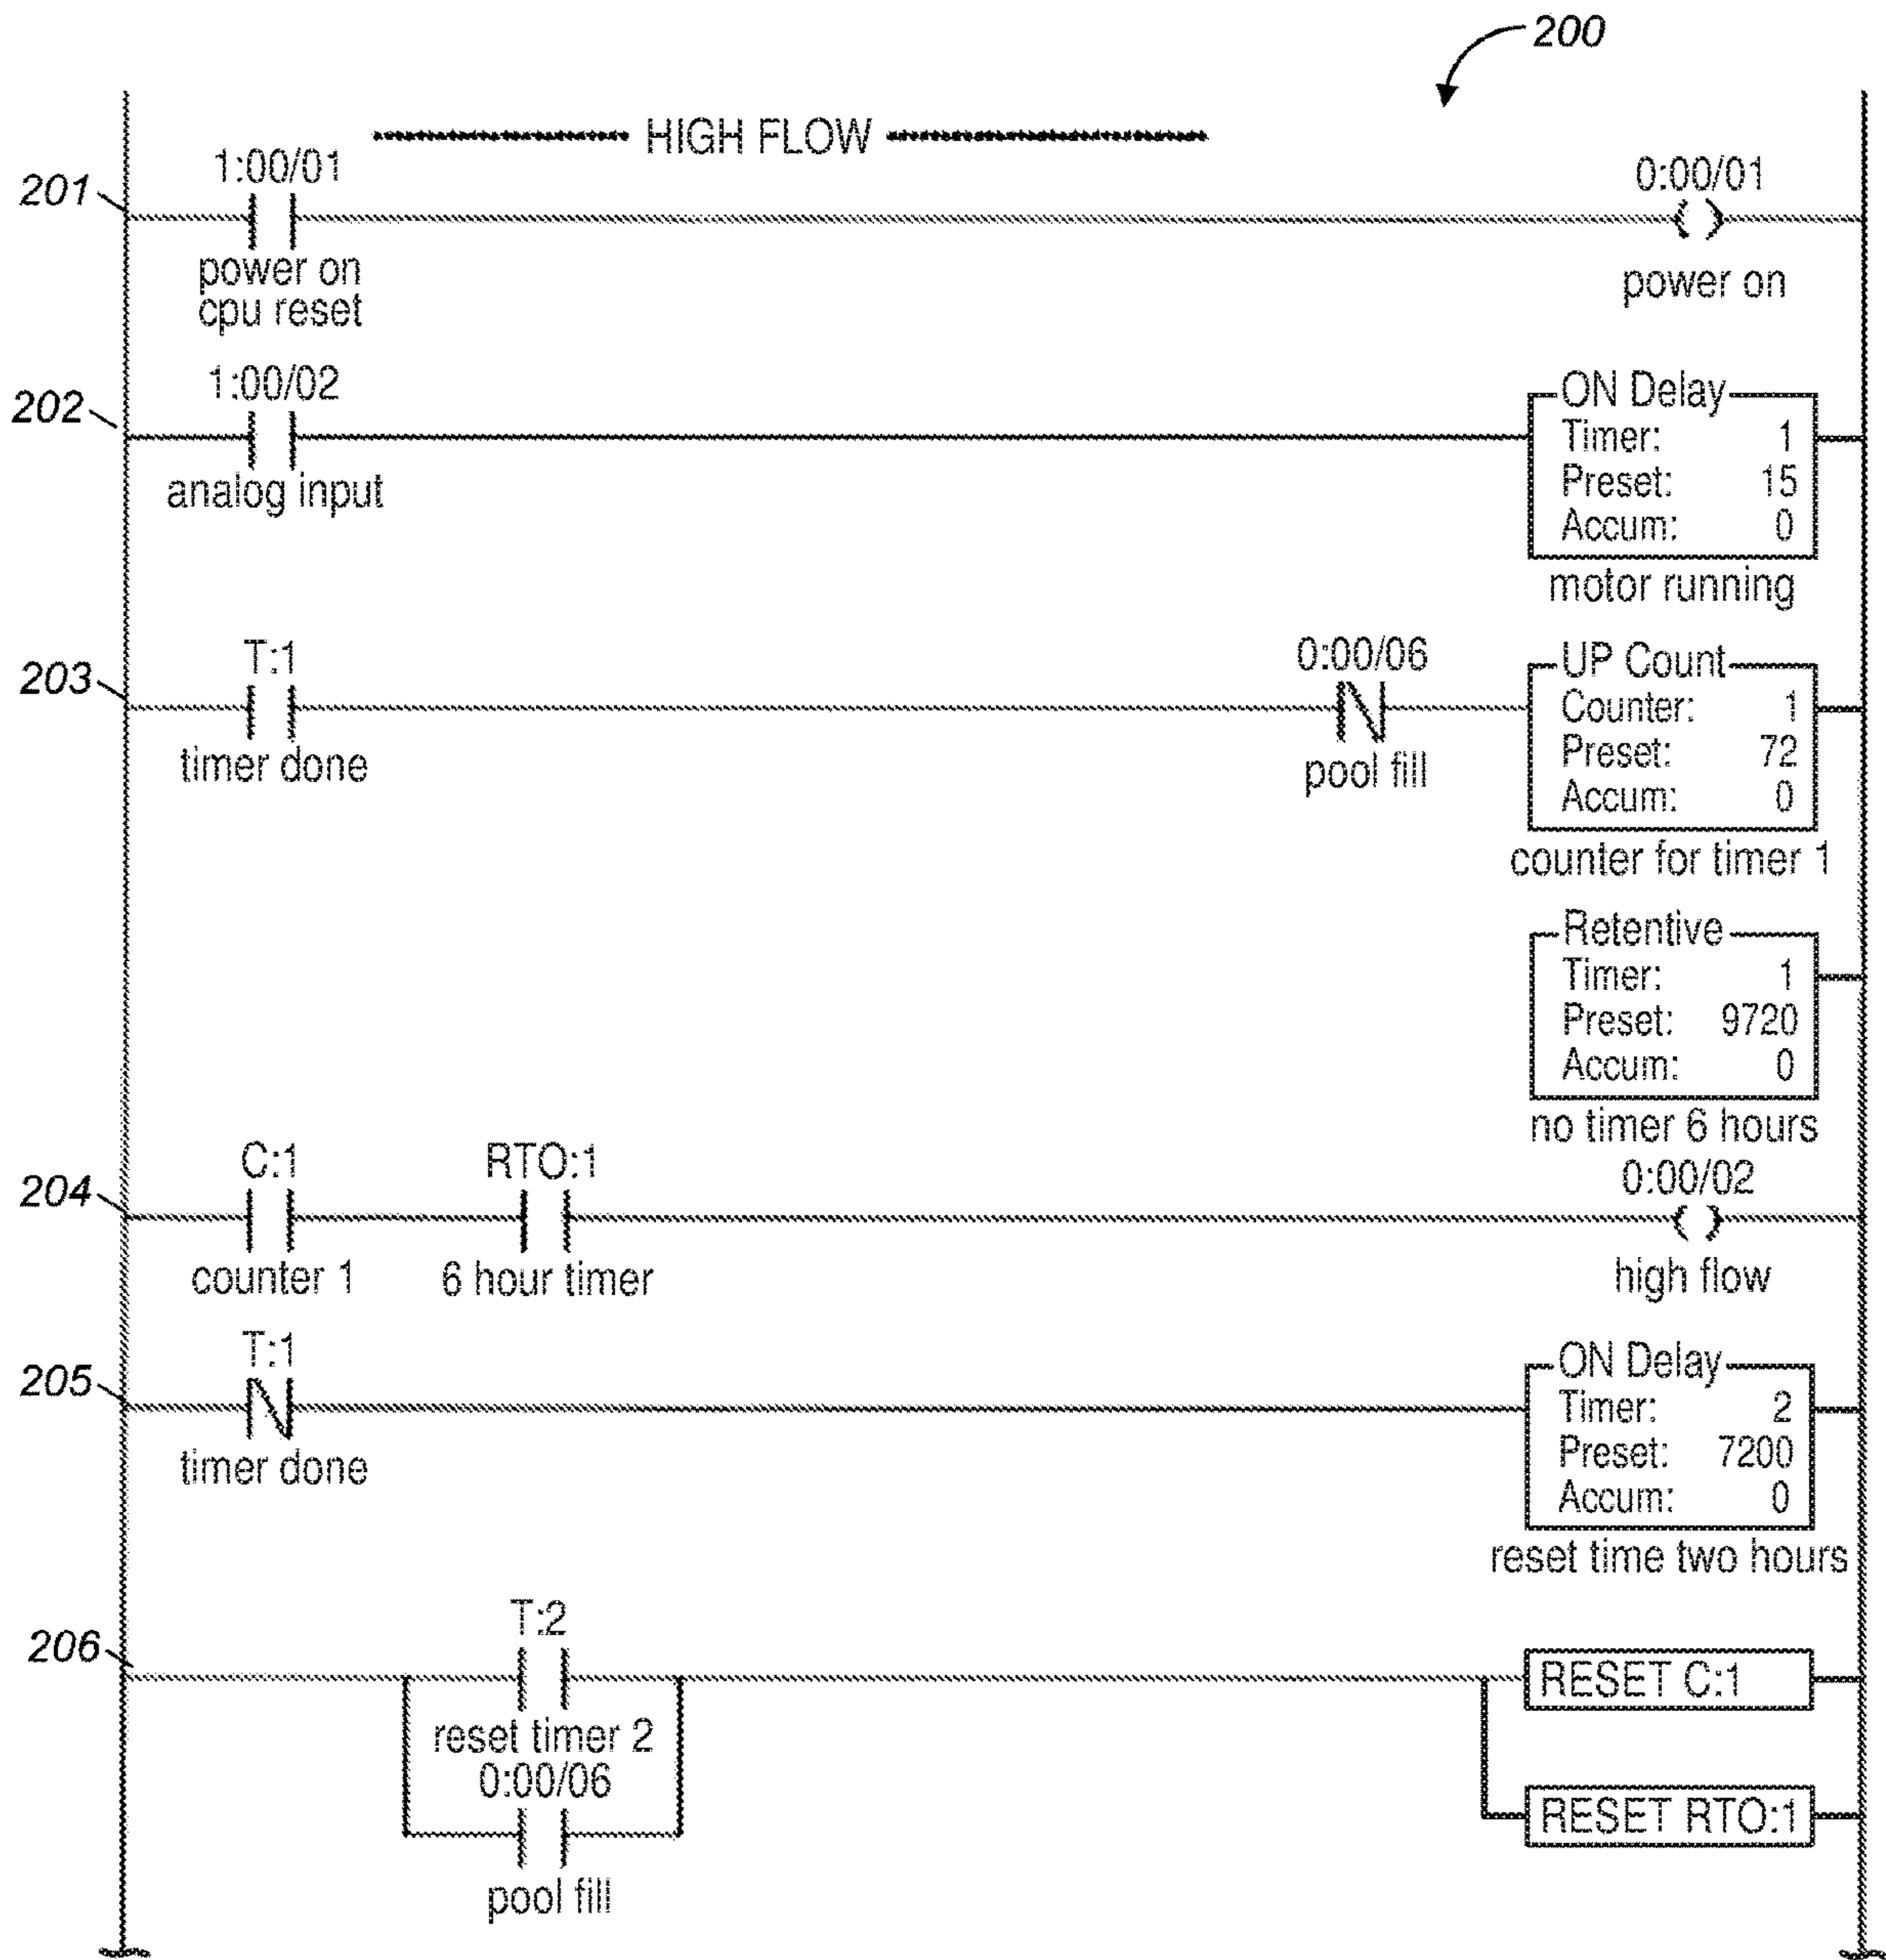 200
HIGH FLOW
201
1:00/01
power on
cpu reset
0:00/01
power on
202
1:00/02
analog input
ON Delay
Timer: 1
Preset: 15
Accum: 0
motor running
203
T:1
timer done
0:00/06
pool fill
UP Count
Counter: 1
Preset: 72
Accum: 0
counter for timer 1
Retentive
Timer: 1
Preset: 9720
Accum: 0
no timer 6 hours
204
C:1
counter 1
RTO:1
6 hour timer
0:00/02
high flow
205
T:1
timer done
ON Delay
Timer: 2
Preset: 7200
Accum: 0
reset time two hours
206
T:2
reset timer 2
0:00/06
pool fill
RESET C:1
RESET RTO:1